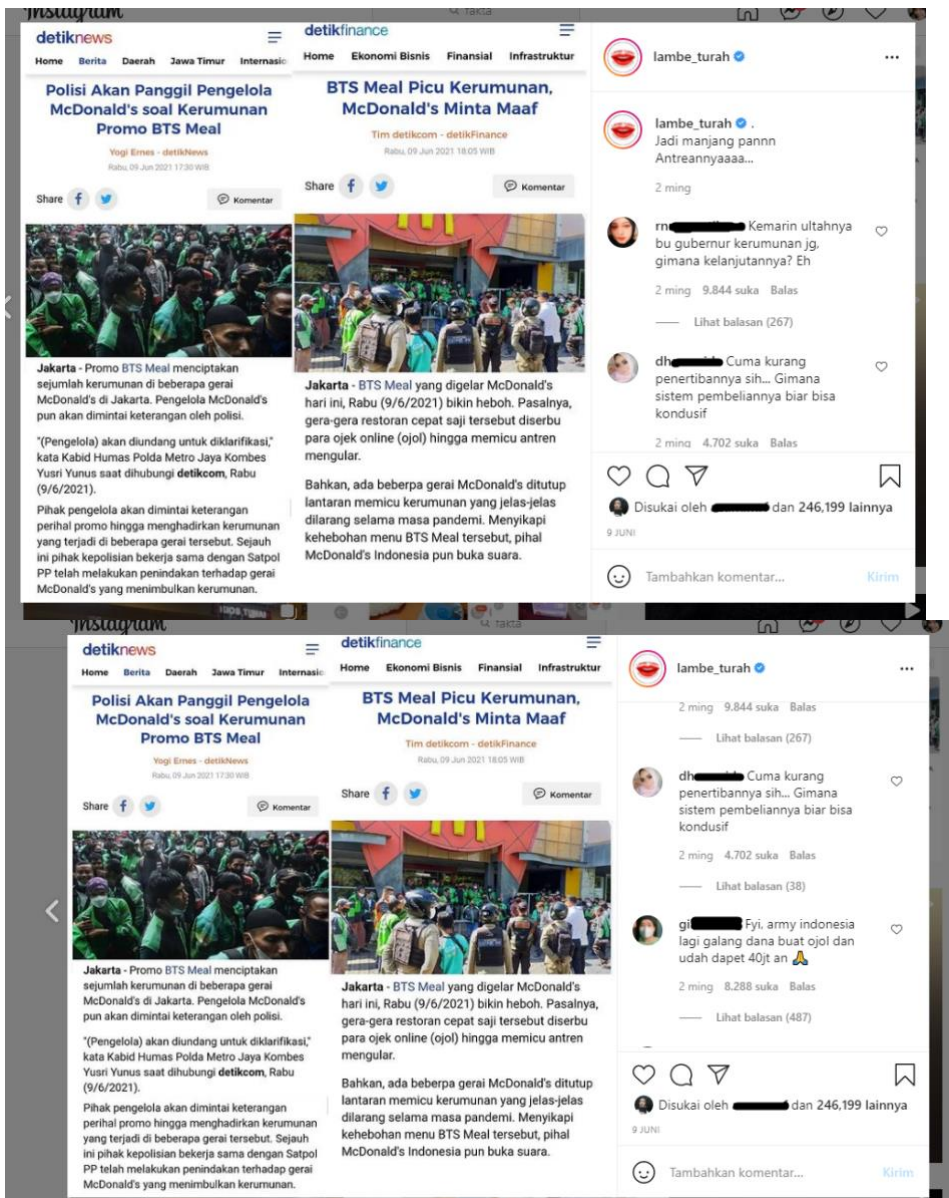 Instagram
fakta
detiknews
Home Berita Daerah Jawa Timur Internasio
Polisi Akan Panggil Pengelola
McDonald's soal Kerumunan
Promo BTS Meal
Yogi Ernes - detikNews
Rabu, 09 Jun 2021 17:30 WIB
Share
Komentar
Jakarta - Promo BTS Meal menciptakan
sejumlah kerumunan di beberapa gerai
McDonald's di Jakarta. Pengelola McDonald's
pun akan dimintai keterangan oleh polisi.
"(Pengelola) akan diundang untuk diklarifikasi,"
kata Kabid Humas Polda Metro Jaya Kombes
Yusri Yunus saat dihubungi detikcom, Rabu
(9/6/2021).
Pihak pengelola akan dimintai keterangan
perihal promo hingga menghadirkan kerumunan
yang terjadi di beberapa gerai tersebut. Sejauh
ini pihak kepolisian bekerja sama dengan Satpol
PP telah melakukan penindakan terhadap gerai
McDonald's yang menimbulkan kerumunan.
detikfinance
Home Ekonomi Bisnis Finansial Infrastruktur
BTS Meal Picu Kerumunan,
McDonald's Minta Maaf
Tim detikcom - detikFinance
Rabu, 09 Jun 2021 18:05 WIB
Share
Komentar
Jakarta - BTS Meal yang digelar McDonald's
hari ini, Rabu (9/6/2021) bikin heboh. Pasalnya,
gera-gera restoran cepat saji tersebut diserbu
para ojek online (ojol) hingga memicu antren
mengular.
Bahkan, ada beberpa gerai McDonald's ditutup
lantaran memicu kerumunan yang jelas-jelas
dilarang selama masa pandemi. Menyikapi
kehebohan menu BTS Meal tersebut, pihal
McDonald's Indonesia pun buka suara.
lambe_turah
lambe_turah .
Jadi manjang pannn
Antreannyaaaa...
2 ming
rn Kemarin ultahnya
bu gubernur kerumunan jg,
gimana kelanjutannya? Eh
2 ming 9.844 suka Balas
Lihat balasan (267)
dh Cuma kurang
penertibannya sih... Gimana
sistem pembeliannya biar bisa
kondusif
2 ming 4.702 suka Balas
Disukai oleh dan 246,199 lainnya
9 JUNI
Tambahkan komentar... Kirim
Instagram
fakta
detiknews
Home Berita Daerah Jawa Timur Internasio
Polisi Akan Panggil Pengelola
McDonald's soal Kerumunan
Promo BTS Meal
Yogi Ernes - detikNews
Rabu, 09 Jun 2021 17:30 WIB
Share
Komentar
Jakarta - Promo BTS Meal menciptakan
sejumlah kerumunan di beberapa gerai
McDonald's di Jakarta. Pengelola McDonald's
pun akan dimintai keterangan oleh polisi.
"(Pengelola) akan diundang untuk diklarifikasi,"
kata Kabid Humas Polda Metro Jaya Kombes
Yusri Yunus saat dihubungi detikcom, Rabu
(9/6/2021).
Pihak pengelola akan dimintai keterangan
perihal promo hingga menghadirkan kerumunan
yang terjadi di beberapa gerai tersebut. Sejauh
ini pihak kepolisian bekerja sama dengan Satpol
PP telah melakukan penindakan terhadap gerai
McDonald's yang menimbulkan kerumunan.
detikfinance
Home Ekonomi Bisnis Finansial Infrastruktur
BTS Meal Picu Kerumunan,
McDonald's Minta Maaf
Tim detikcom - detikFinance
Rabu, 09 Jun 2021 18:05 WIB
Share
Komentar
Jakarta - BTS Meal yang digelar McDonald's
hari ini, Rabu (9/6/2021) bikin heboh. Pasalnya,
gera-gera restoran cepat saji tersebut diserbu
para ojek online (ojol) hingga memicu antren
mengular.
Bahkan, ada beberpa gerai McDonald's ditutup
lantaran memicu kerumunan yang jelas-jelas
dilarang selama masa pandemi. Menyikapi
kehebohan menu BTS Meal tersebut, pihal
McDonald's Indonesia pun buka suara.
lambe_turah
2 ming 9.844 suka Balas
Lihat balasan (267)
dh Cuma kurang
penertibannya sih... Gimana
sistem pembeliannya biar bisa
kondusif
2 ming 4.702 suka Balas
Lihat balasan (38)
gi Fyi, army indonesia
lagi galang dana buat ojol dan
udah dapet 40jt an 🙏
2 ming 8.288 suka Balas
Lihat balasan (487)
Disukai oleh dan 246,199 lainnya
9 JUNI
Tambahkan komentar... Kirim